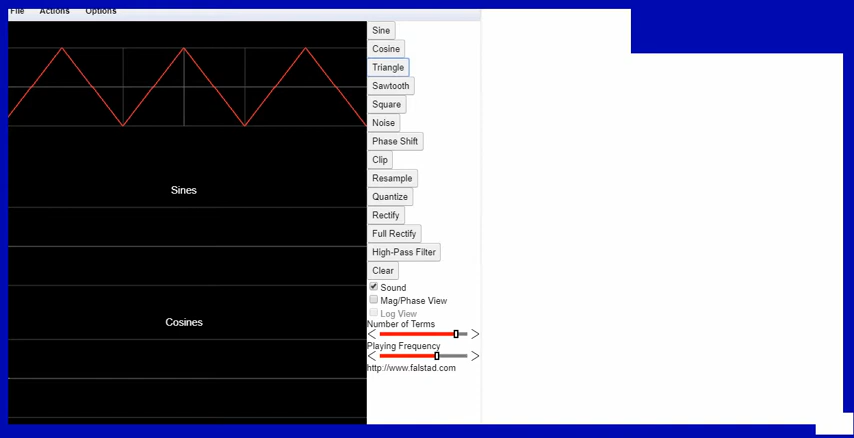 File Actions Options
Sine
Cosine
Triangle
Sawtooth
Square
Noise
Phase Shift
Clip
Resample
Quantize
Rectify
Full Rectify
High-Pass Filter
Clear
Sound
Mag/Phase View
Log View
Number of Terms
Playing Frequency
http://www.falstad.com
Sines
Cosines